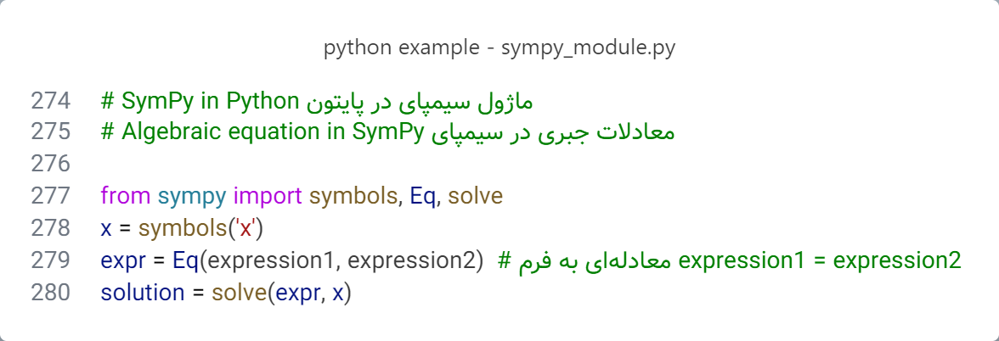 python example - sympy_module.py
274 # SymPy in Python ماژول سیمپای در پایتون
275 # Algebraic equation in SymPy معادلات جبری در سیمپای
276
277 from sympy import symbols, Eq, solve
278 x = symbols('x')
279 expr = Eq(expression1, expression2)  # معادله‌ای به فرم expression1 = expression2
280 solution = solve(expr, x)